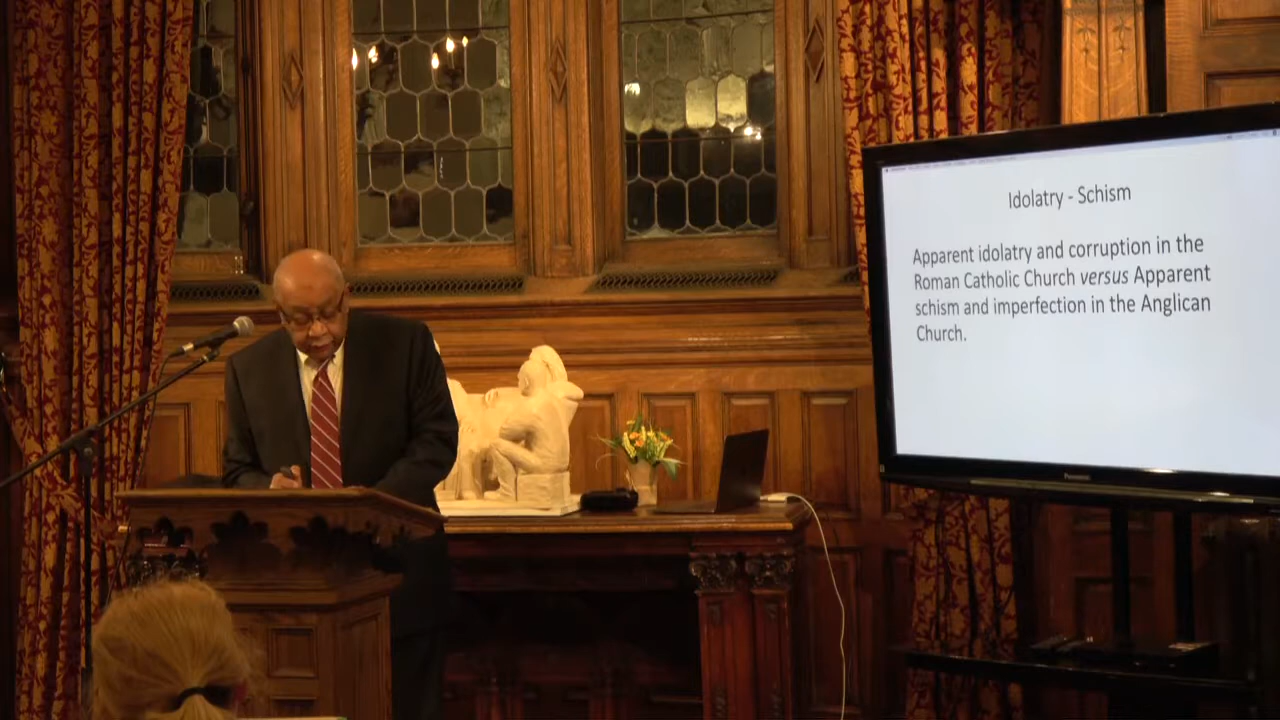 Idolatry - Schism
Apparent idolatry and corruption in the
Roman Catholic Church versus Apparent
schism and imperfection in the Anglican
Church.
Panasonic